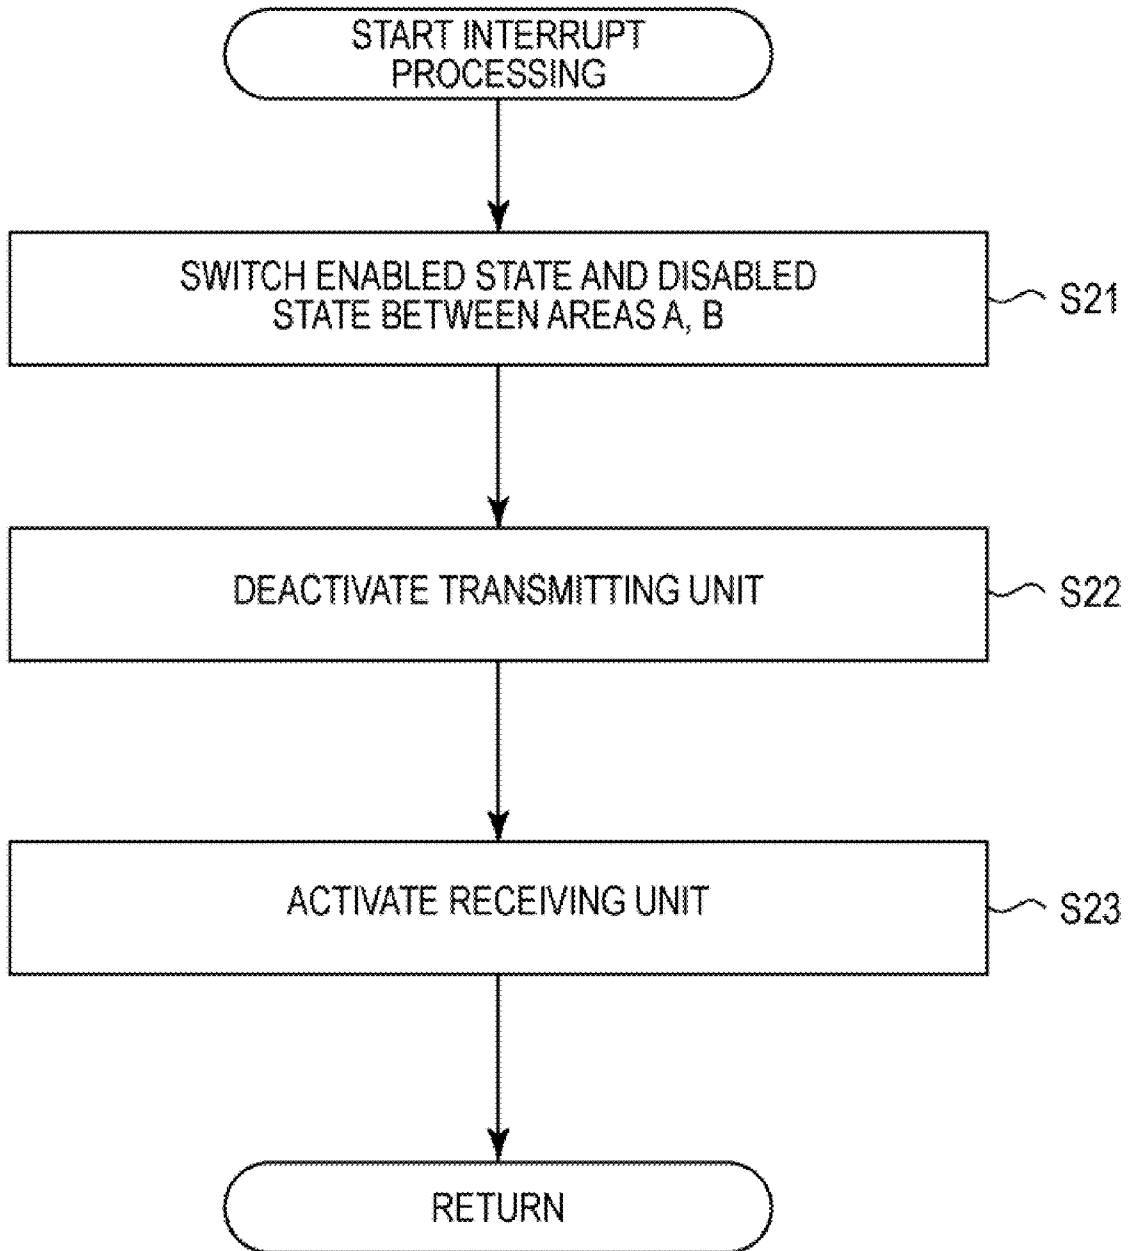 START INTERRUPT
PROCESSING
SWITCH ENABLED STATE AND DISABLED
STATE BETWEEN AREAS A, B
S21
DEACTIVATE TRANSMITTING UNIT
S22
ACTIVATE RECEIVING UNIT
S23
RETURN